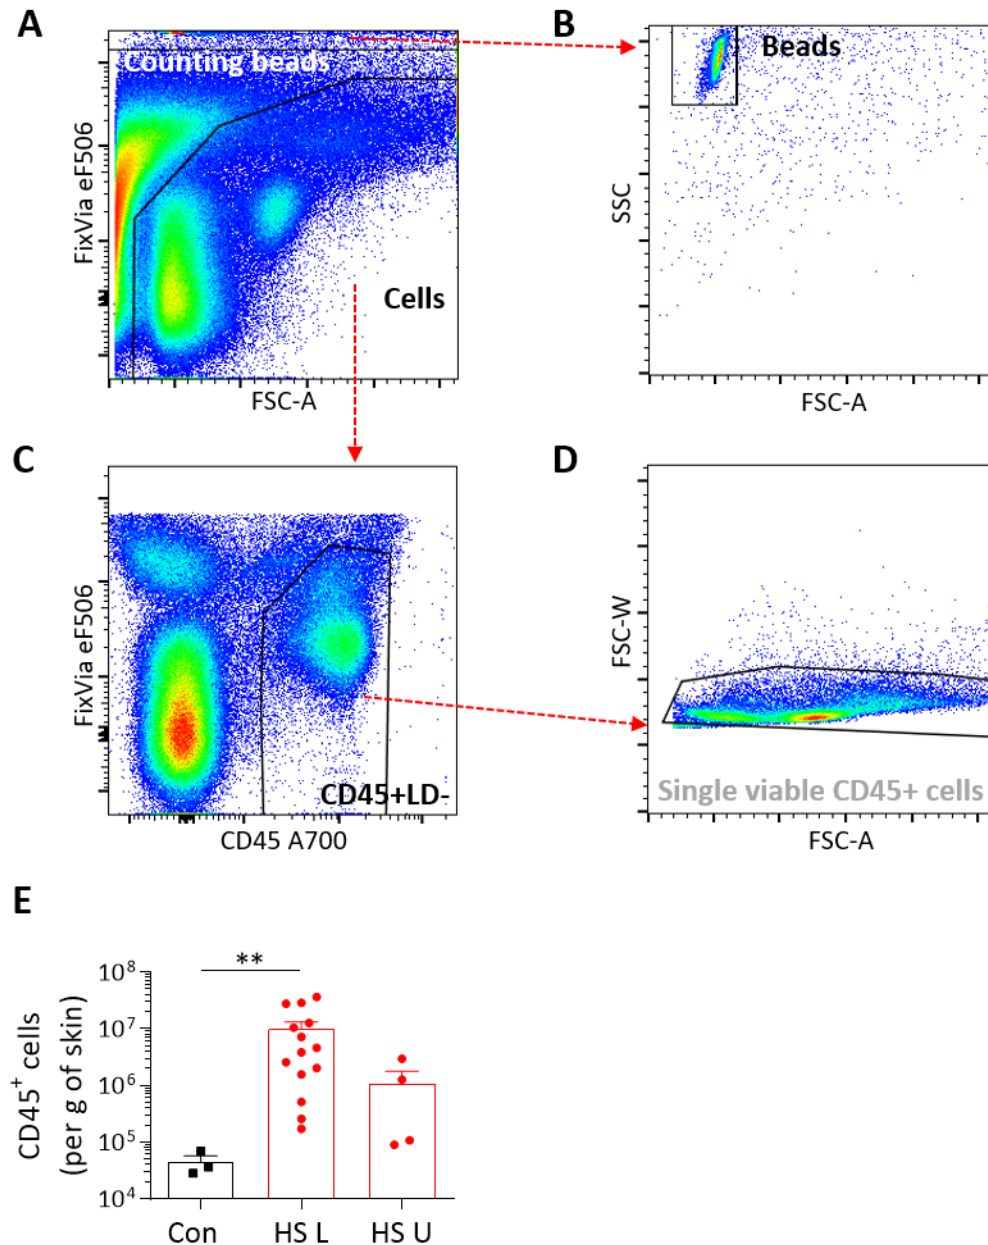 A
FixVia eF506
Counting beads
Cells
FSC-A
B
SSC
Beads
FSC-A
C
FixVia eF506
CD45+LD-
CD45 A700
D
FSC-W
Single viable CD45+ cells
FSC-A
E
CD45⁺ cells
(per g of skin)
**
10⁸
10⁷
10⁶
10⁵
10⁴
Con HS L HS U